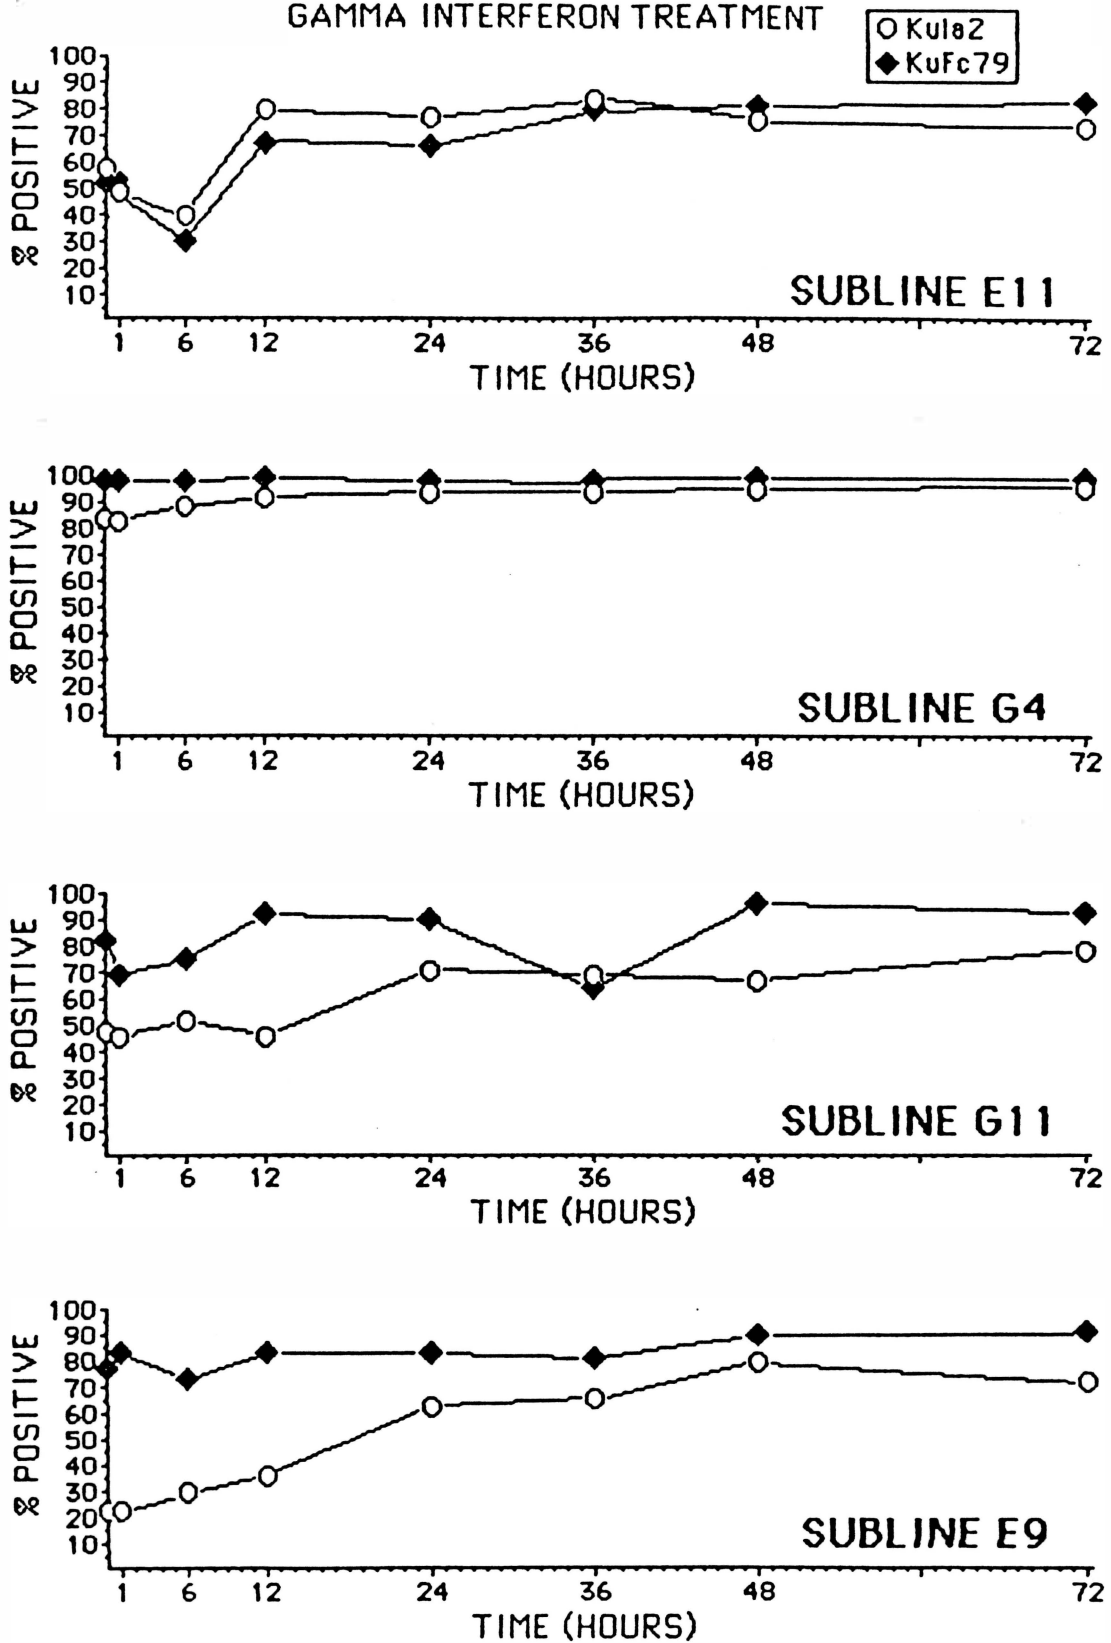 GAMMA INTERFERON TREATMENT
KuIa2
KuFc79
% POSITIVE
100
90
80
70
60
50
40
30
20
10
SUBLINE E11
1 6 12 24 36 48 72
TIME (HOURS)
% POSITIVE
100
90
80
70
60
50
40
30
20
10
SUBLINE G4
1 6 12 24 36 48 72
TIME (HOURS)
% POSITIVE
100
90
80
70
60
50
40
30
20
10
SUBLINE G11
1 6 12 24 36 48 72
TIME (HOURS)
% POSITIVE
100
90
80
70
60
50
40
30
20
10
SUBLINE E9
1 6 12 24 36 48 72
TIME (HOURS)